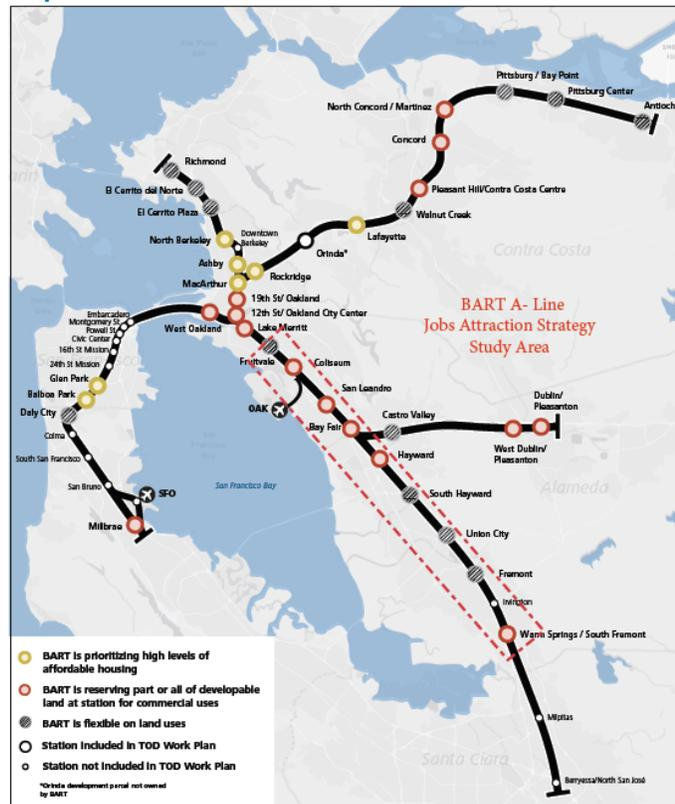 Pittsburg / Bay Point
Pittsburg Center
North Concord / Martinez
Antioch
Concord
Richmond
El Cerrito del Norte
Pleasant Hill/Contra Costa Centre
El Cerrito Plaza
Walnut Creek
North Berkeley
Downtown
Berkeley
Lafayette
Orinda*
Contra Costa
Ashby
Rockridge
MacArthur
19th St/ Oakland
12th St/ Oakland City Center
BART A- Line
Jobs Attraction Strategy
Study Area
Embarcadero
Montgomery St.
Powell St.
Civic Center
16th St Mission
24th St Mission
West Oakland
Lake Merritt
Fruitvale
Coliseum
Glen Park
Balboa Park
Daly City
OAK
San Leandro
Castro Valley
Dublin/
Pleasanton
Bay Fair
West Dublin/
Pleasanton
Colma
Hayward
South San Francisco
San Bruno
SFO
San Francisco Bay
South Hayward
Alameda
Millbrae
Union City
Fremont
Irvington
Warm Springs / South Fremont
BART is prioritizing high levels of
affordable housing
BART is reserving part or all of developable
land at station for commercial uses
BART is flexible on land uses
Station included in TOD Work Plan
Station not included in TOD Work Plan
*Orinda development parcel not owned
by BART
Milpitas
Santa Clara
Berryessa/North San José